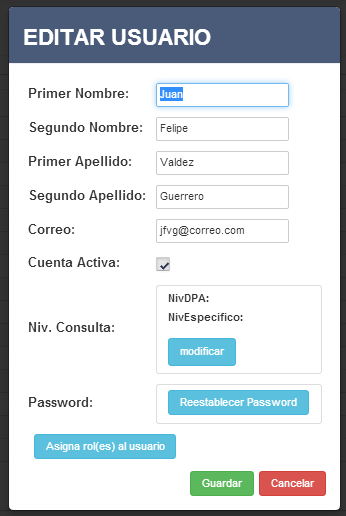 EDITAR USUARIO
Primer Nombre: Juan
Segundo Nombre: Felipe
Primer Apellido: Valdez
Segundo Apellido: Guerrero
Correo: jfvg@correo.com
Cuenta Activa:
NivDPA:
NivEspecifico:
Niv. Consulta:
modificar
Password: Reestablecer Password
Asigna rol(es) al usuario
Guardar Cancelar